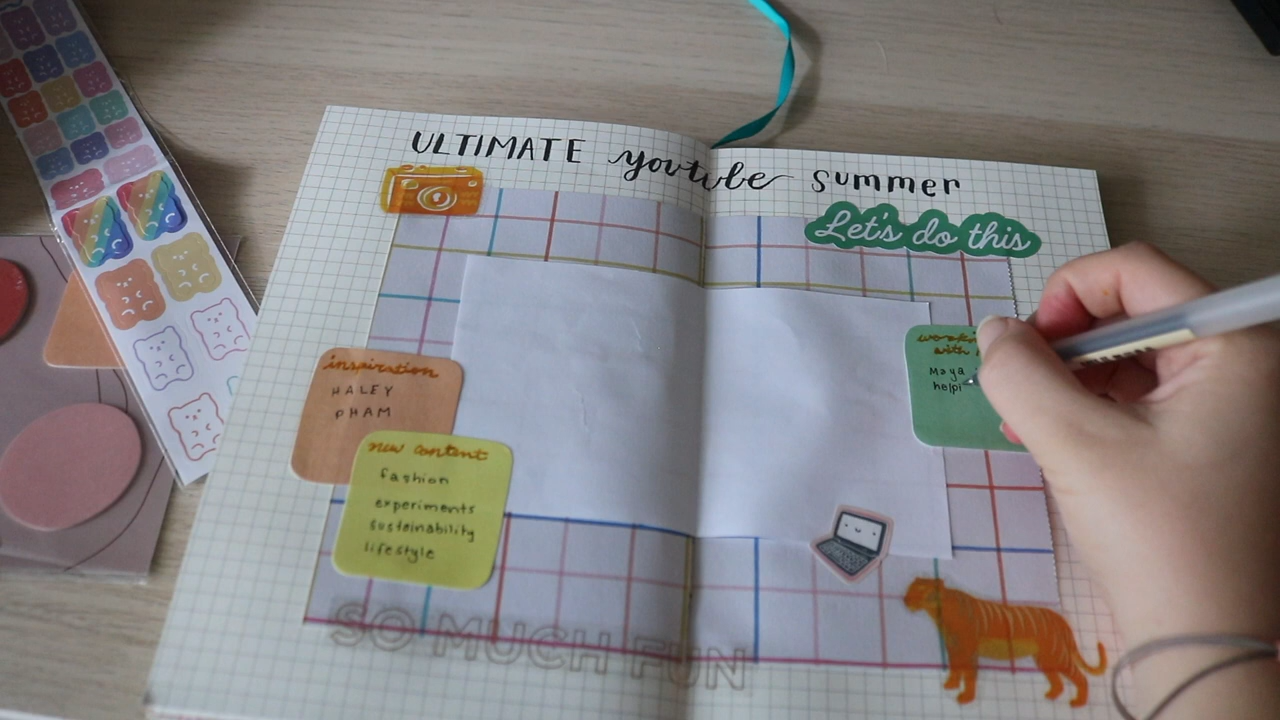 ULTIMATE youtube summer
Let's do this
inspiration
HALEY
PHAM
new content
fashion
experiments
sustainability
lifestyle
with
Maya
SO MUCH FUN